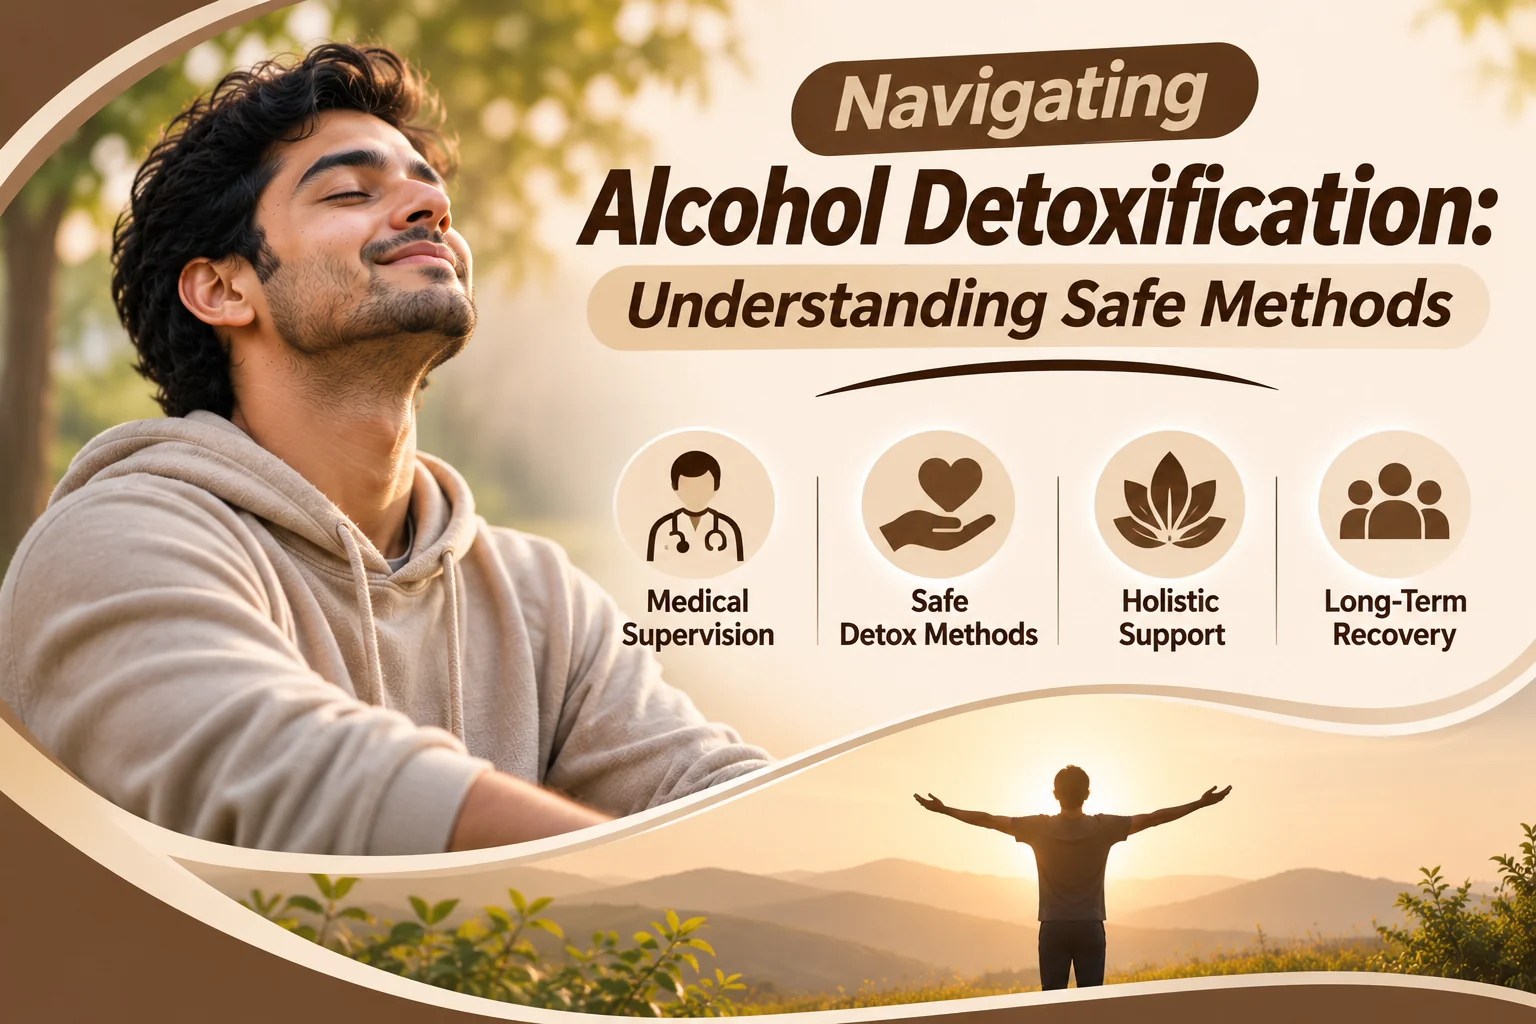 Navigating
Alcohol Detoxification:
Understanding Safe Methods
Medical
Supervision
Safe
Detox Methods
Holistic
Support
Long-Term
Recovery